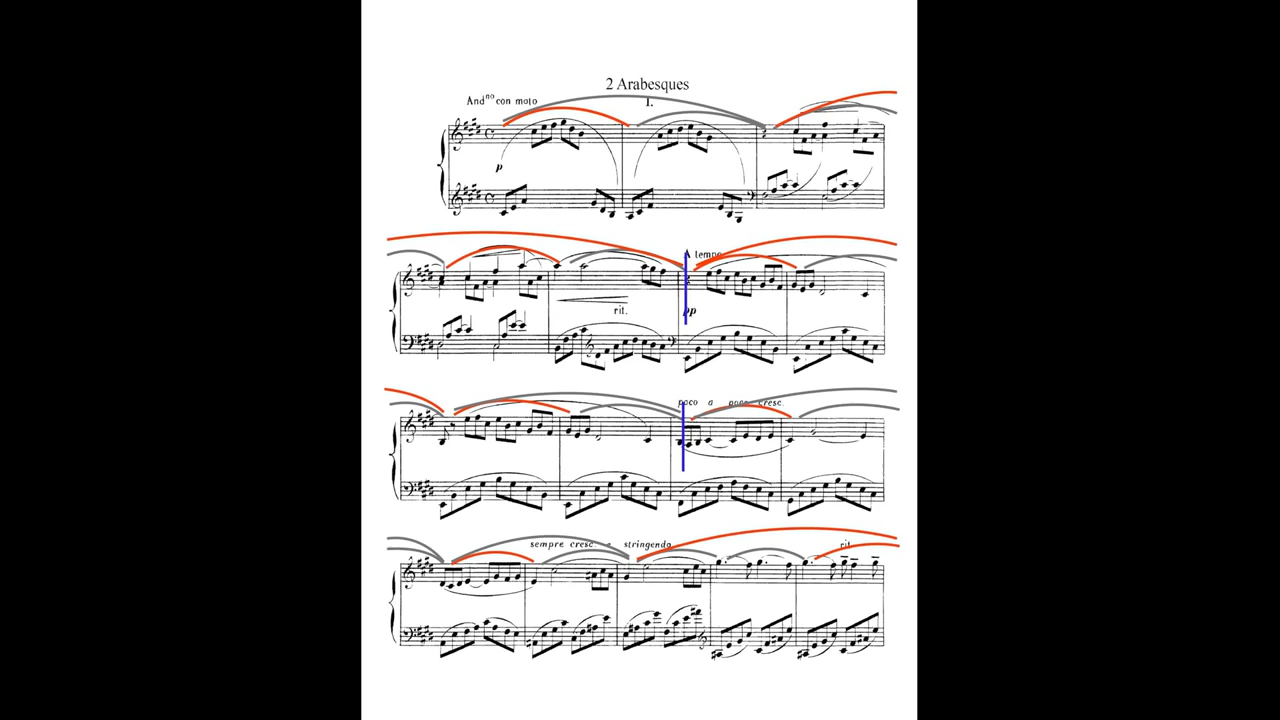 2 Arabesques
And.no con moto
I.
p
A tempo
rit.
pp
poco a poco cresc.
sempre cresc. e stringendo
rit.